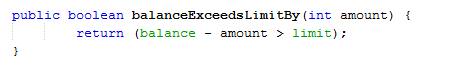 public boolean balanceExceedsLimitBy(int amount) {
return (balance - amount > limit);
}